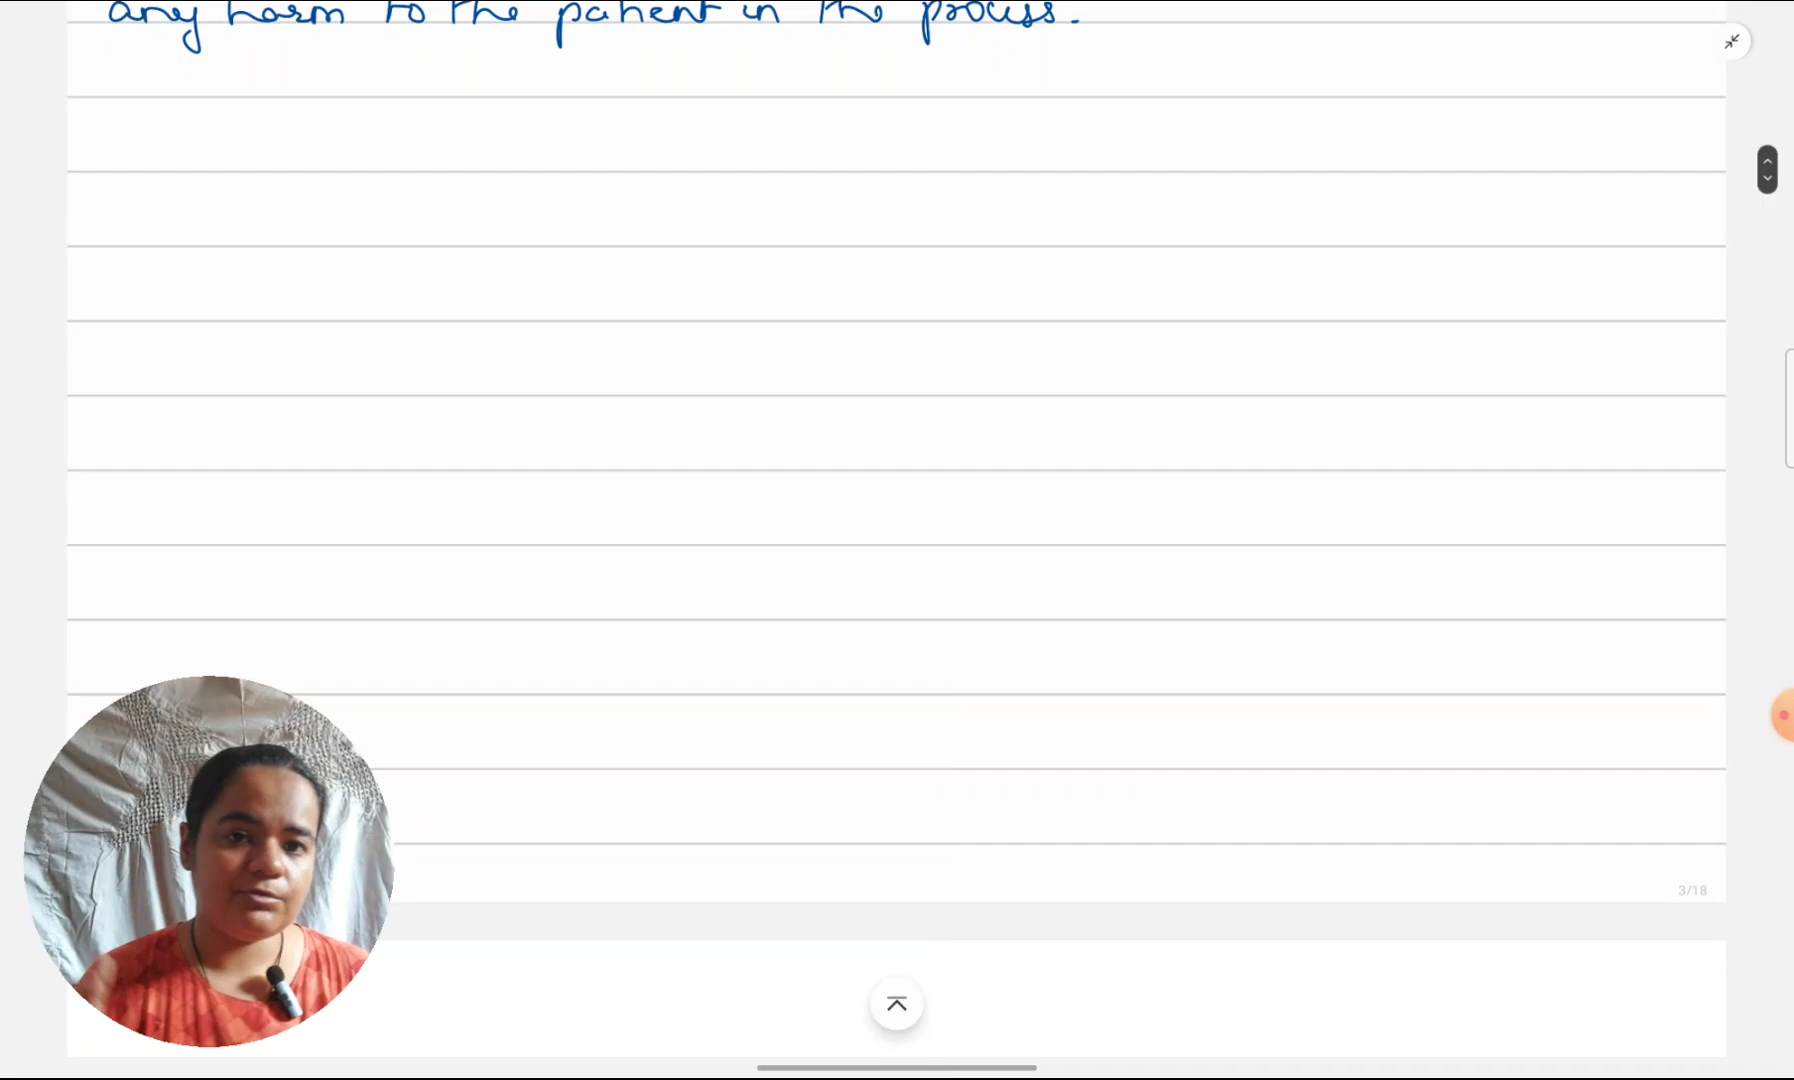 any harm to the patient in the process.
3/18